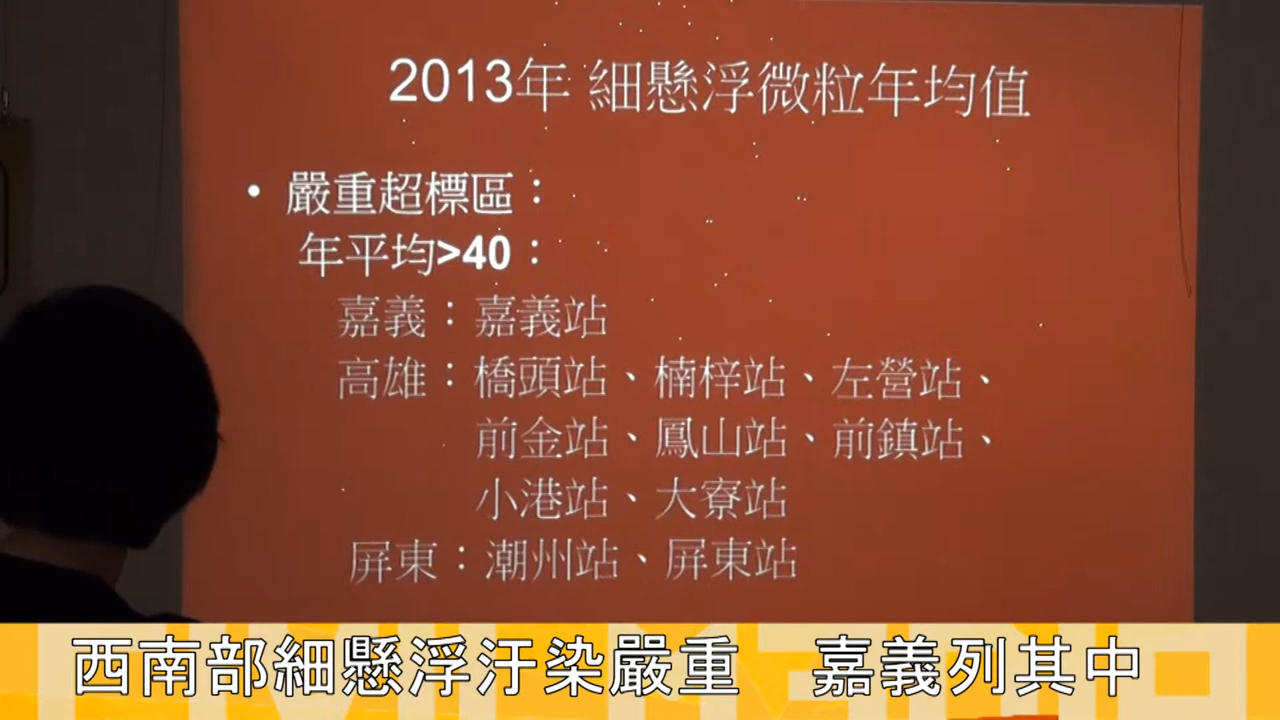 2013年 細懸浮微粒年均值
• 嚴重超標區：
年平均>40：
嘉義：嘉義站
高雄：橋頭站、楠梓站、左營站、
前金站、鳳山站、前鎮站、
小港站、大寮站
屏東：潮州站、屏東站
西南部細懸浮汙染嚴重　嘉義列其中